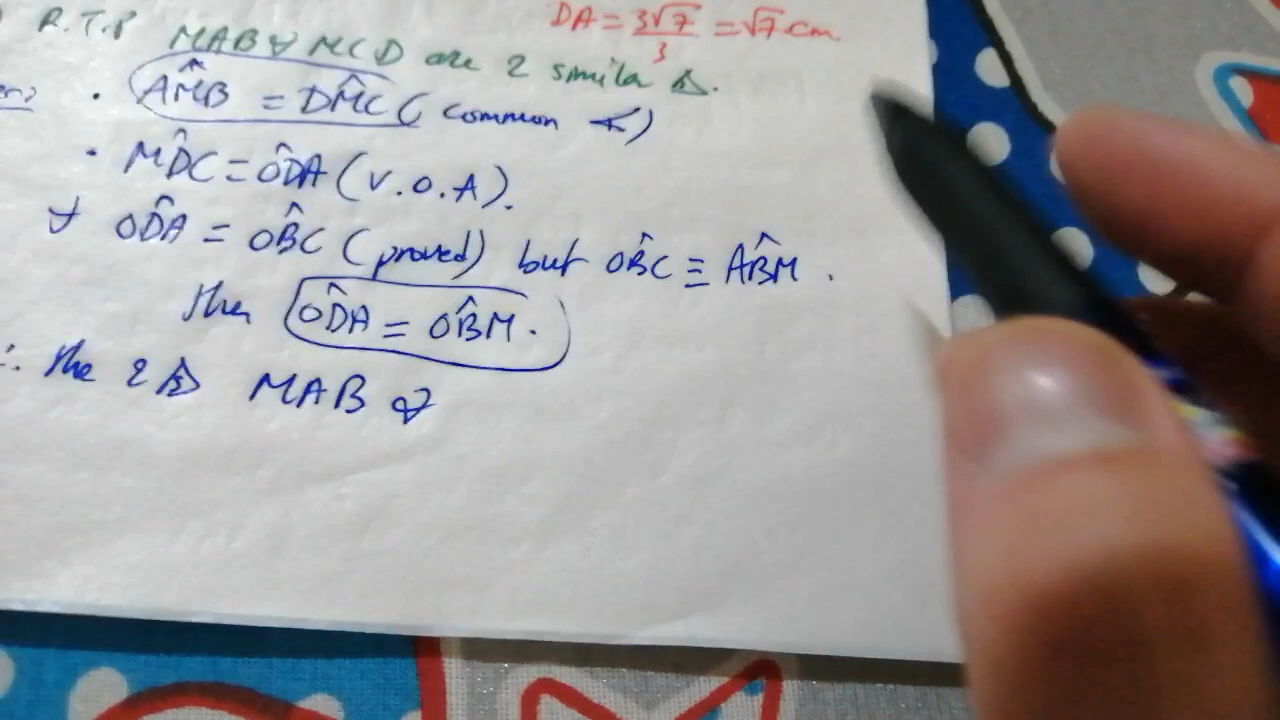 DA = 3√7/3 = √7 cm
R.T.P MAB & MCD are 2 simila △s.
• AM̂B = DM̂C (common ∢)
• MD̂C = OD̂A (V.O.A).
& OD̂A = OB̂C (proved) but OB̂C ≡ AB̂M.
then OD̂A = OB̂M.
∴ the 2 △s MAB &